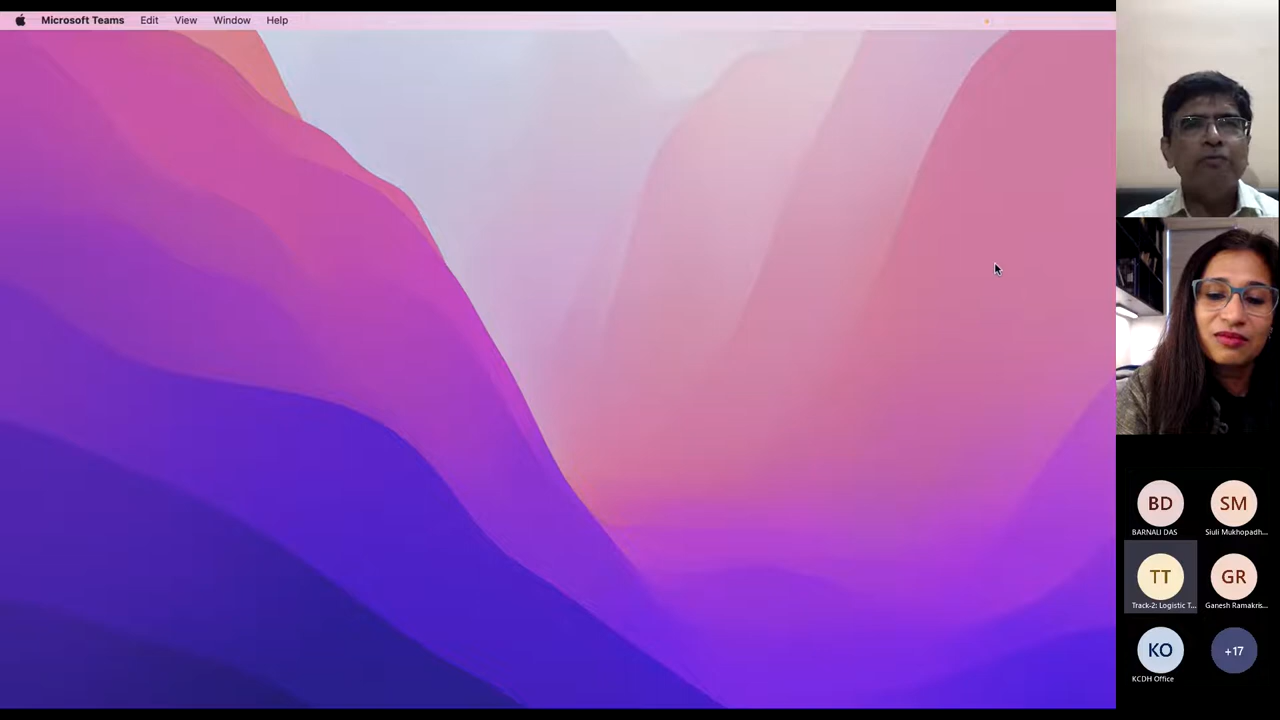 Microsoft Teams Edit View Window Help
BD SM
BARNALI DAS Siuli Mukhopadh...
TT GR
Track-2: Logistic T... Ganesh Ramakris...
KO +17
KCDH Office